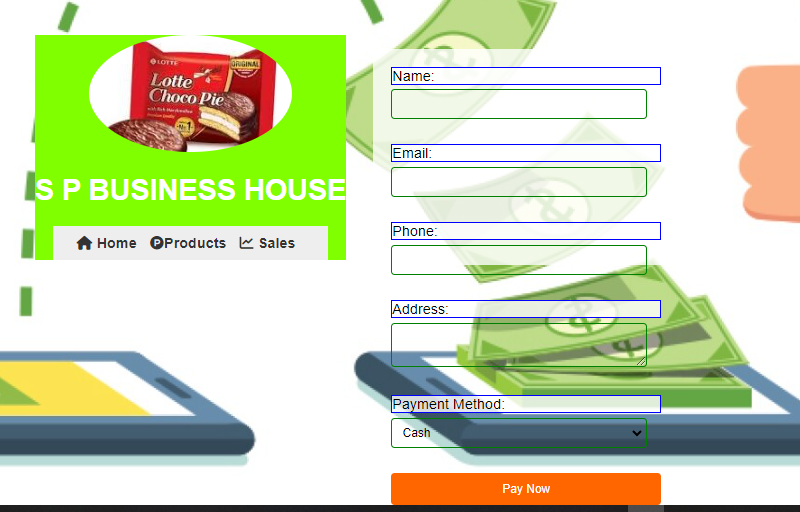 LOTTE
ORIGINAL
Lotte
Choco Pie
S P BUSINESS HOUSE
Home Products Sales
Name:
Email:
Phone:
Address:
Payment Method:
Cash
Pay Now